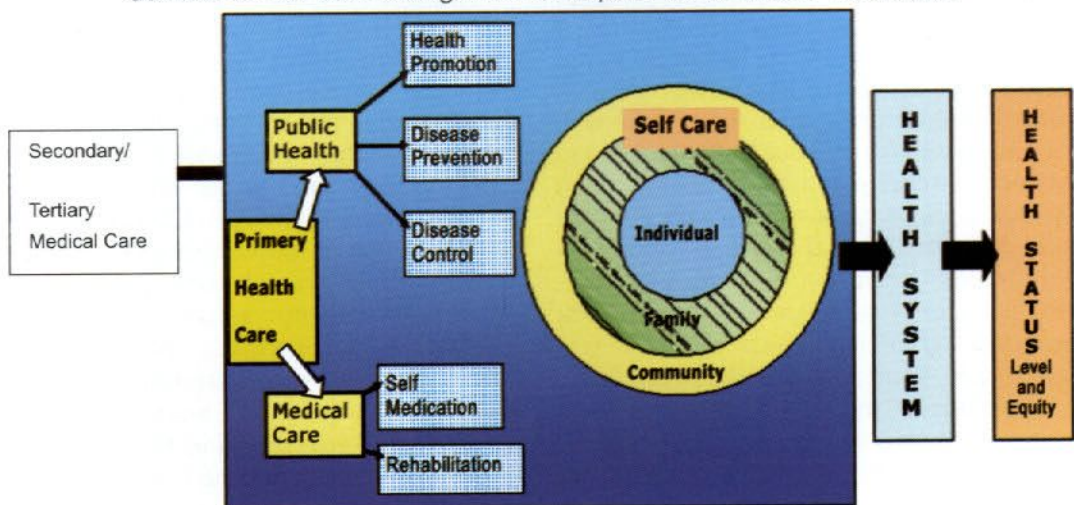 Secondary/
Tertiary
Medical Care
Public
Health
Primery
Health
Care
Medical
Care
Health
Promotion
Disease
Prevention
Disease
Control
Self
Medication
Rehabilitation
Self Care
Individual
Family
Community
HEALTH SYSTEM
HEALTH STATUS
Level
and
Equity